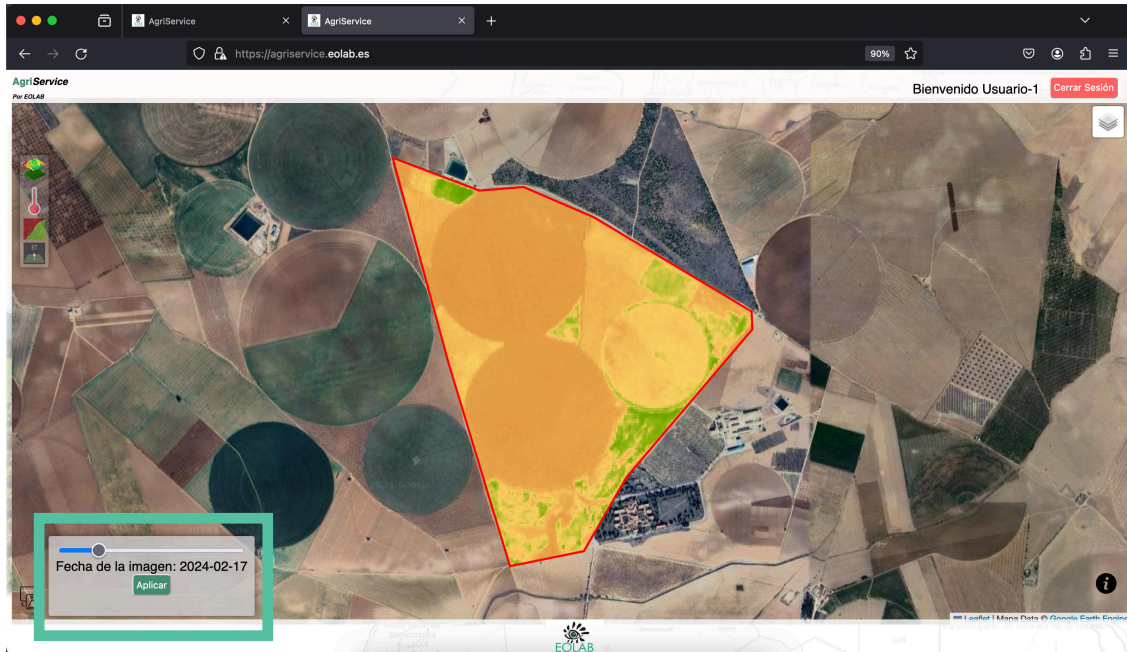 AgriService
AgriService
https://agriservice.eolab.es
90%
AgriService
Por EOLAB
Bienvenido Usuario-1
Cerrar Sesión
ET
Fecha de la imagen: 2024-02-17
Aplicar
Leaflet | Mapa Data © Google Earth Engine
EOLAB